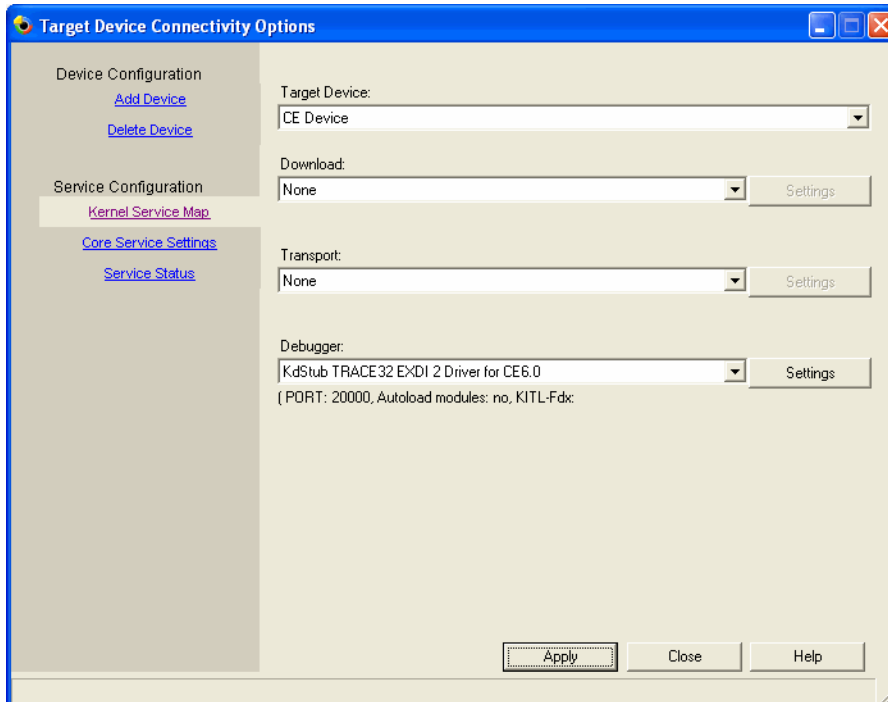 Target Device Connectivity Options
Device Configuration
Add Device
Delete Device
Service Configuration
Kernel Service Map
Core Service Settings
Service Status
Target Device:
CE Device
Download:
None
Settings
Transport:
None
Settings
Debugger:
KdStub TRACE32 EXDI 2 Driver for CE6.0
Settings
( PORT: 20000, Autoload modules: no, KITL-Fdx:
Apply
Close
Help